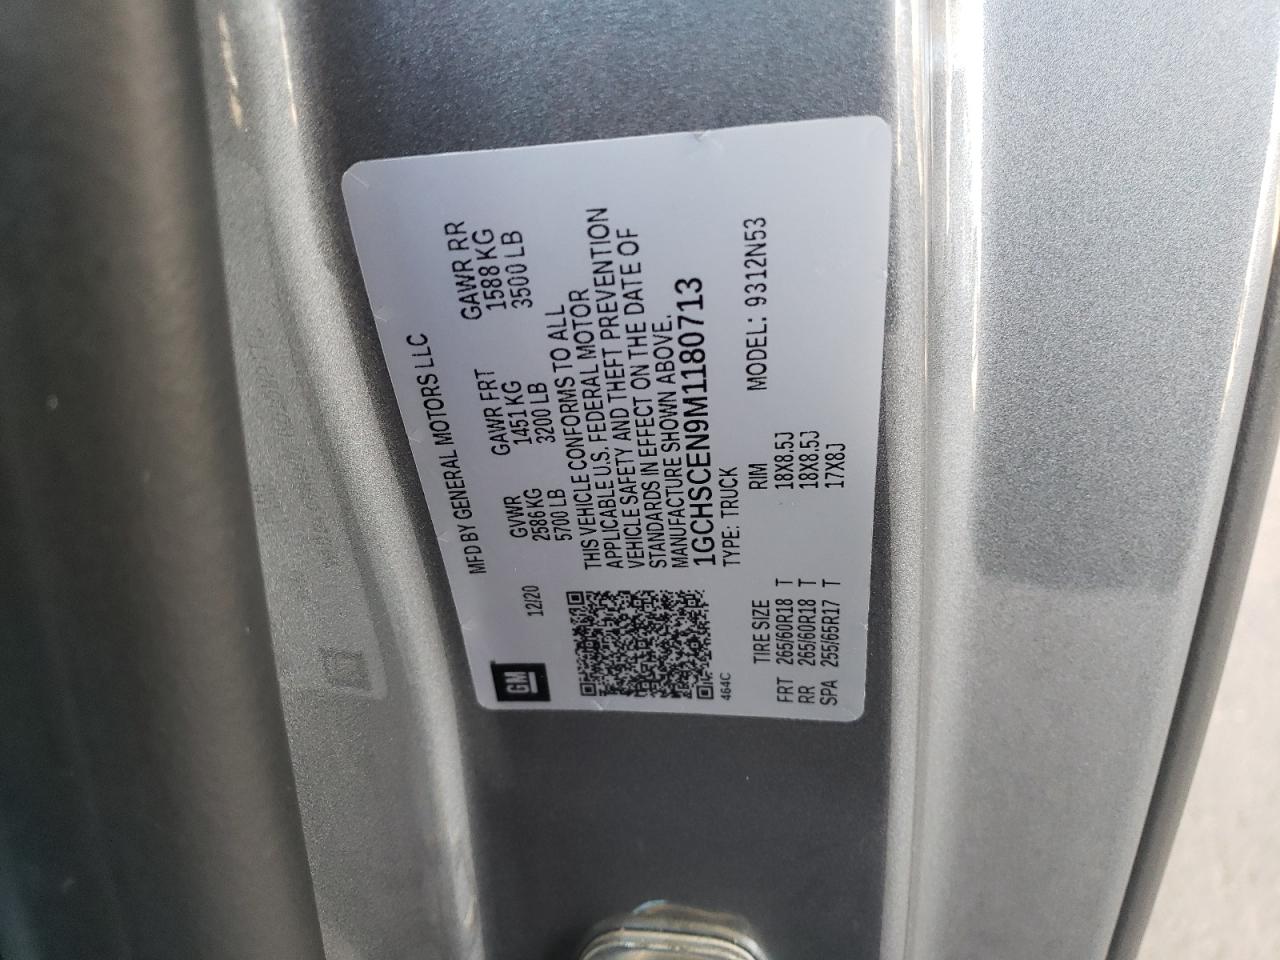 MFD BY GENERAL MOTORS LLC
GM
12/20
GVWR GAWR FRT GAWR RR
2586 KG 1451 KG 1588 KG
5700 LB 3200 LB 3500 LB
THIS VEHICLE CONFORMS TO ALL
APPLICABLE U.S. FEDERAL MOTOR
VEHICLE SAFETY AND THEFT PREVENTION
STANDARDS IN EFFECT ON THE DATE OF
MANUFACTURE SHOWN ABOVE.
1GCHSCEN9M1180713
464C
TYPE: TRUCK
MODEL: 9312N53
TIRE SIZE RIM
FRT 265/60R18 T 18X8.5J
RR 265/60R18 T 18X8.5J
SPA 255/65R17 T 17X8J